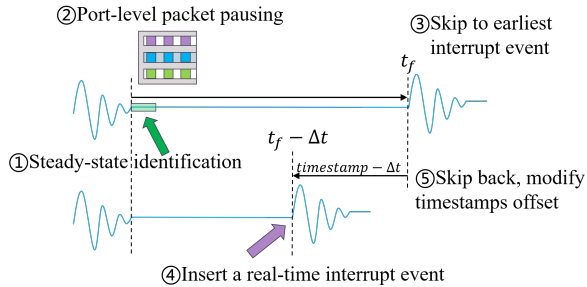 ②Port-level packet pausing
③Skip to earliest
interrupt event
t_f
①Steady-state identification
t_f − Δt
timestamp − Δt
⑤Skip back, modify
timestamps offset
④Insert a real-time interrupt event